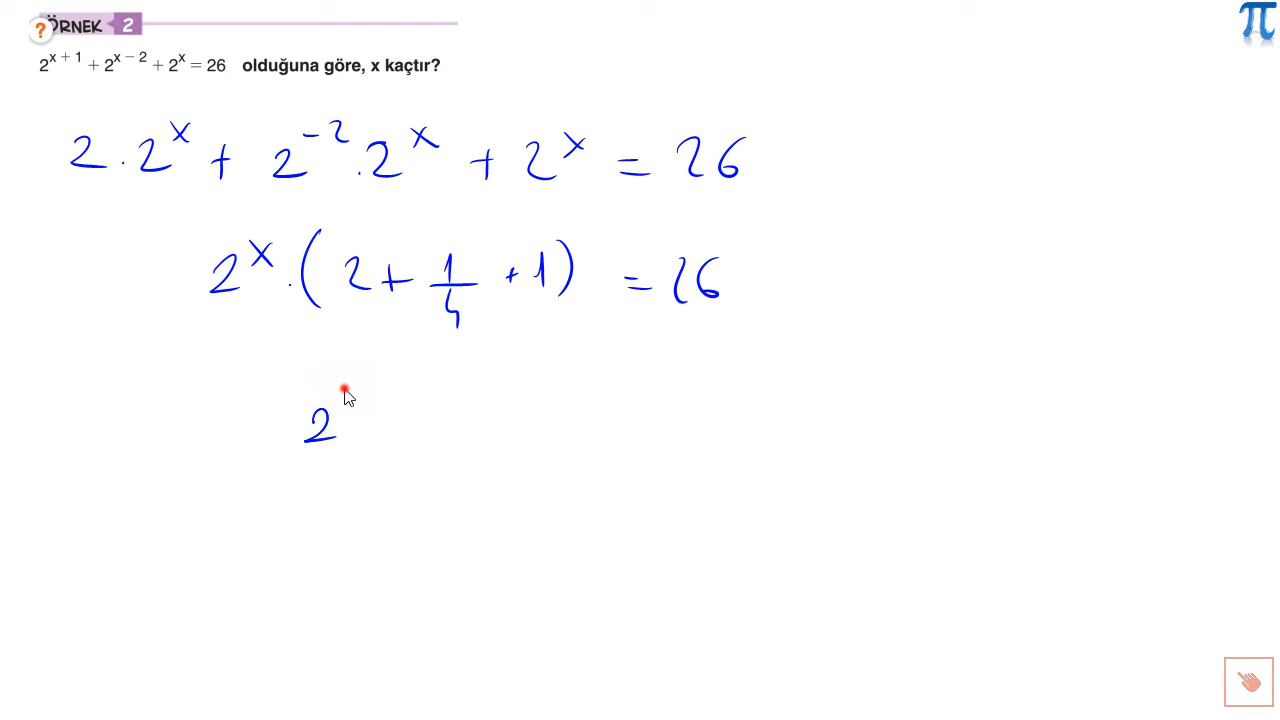 ÖRNEK 2
2^{x + 1} + 2^{x − 2} + 2^x = 26 olduğuna göre, x kaçtır?
2 · 2^x + 2^{-2} · 2^x + 2^x = 26
2^x · ( 2 + 1/4 + 1 ) = 26
2